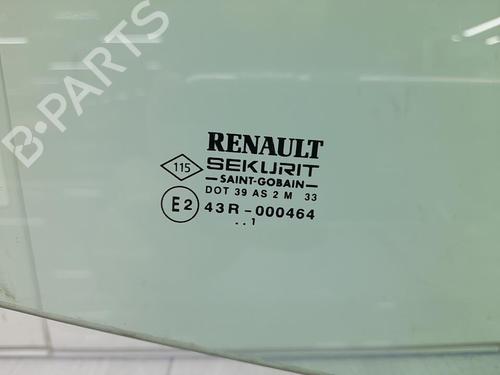 B-PARTS
RENAULT
115 SEKURIT
SAINT-GOBAIN
DOT 39 AS 2 M 33
E2 43R-000464
..1